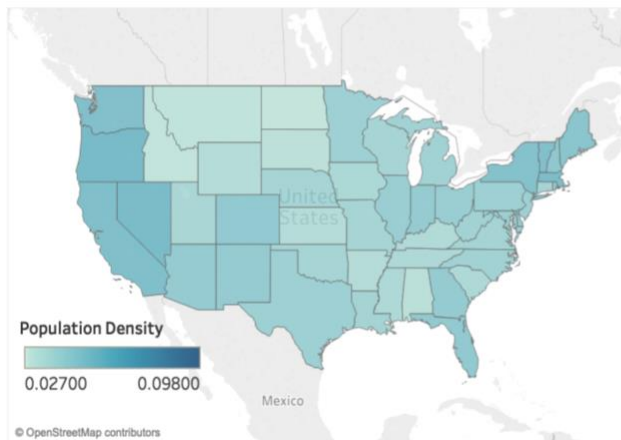 United
States
Population Density
0.02700 0.09800
Mexico
© OpenStreetMap contributors